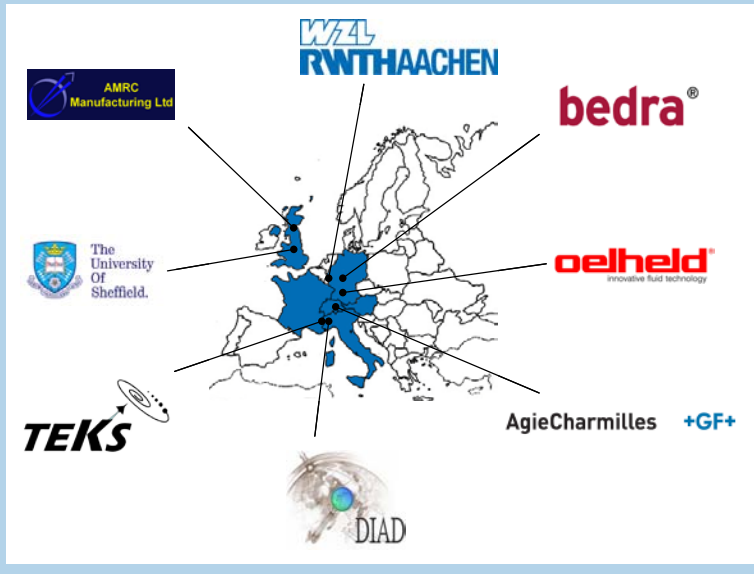 WZL
RWTHAACHEN
AMRC
Manufacturing Ltd
bedra®
The
University
Of
Sheffield.
oelheld®
innovative fluid technology
TEKS
AgieCharmilles +GF+
DIAD